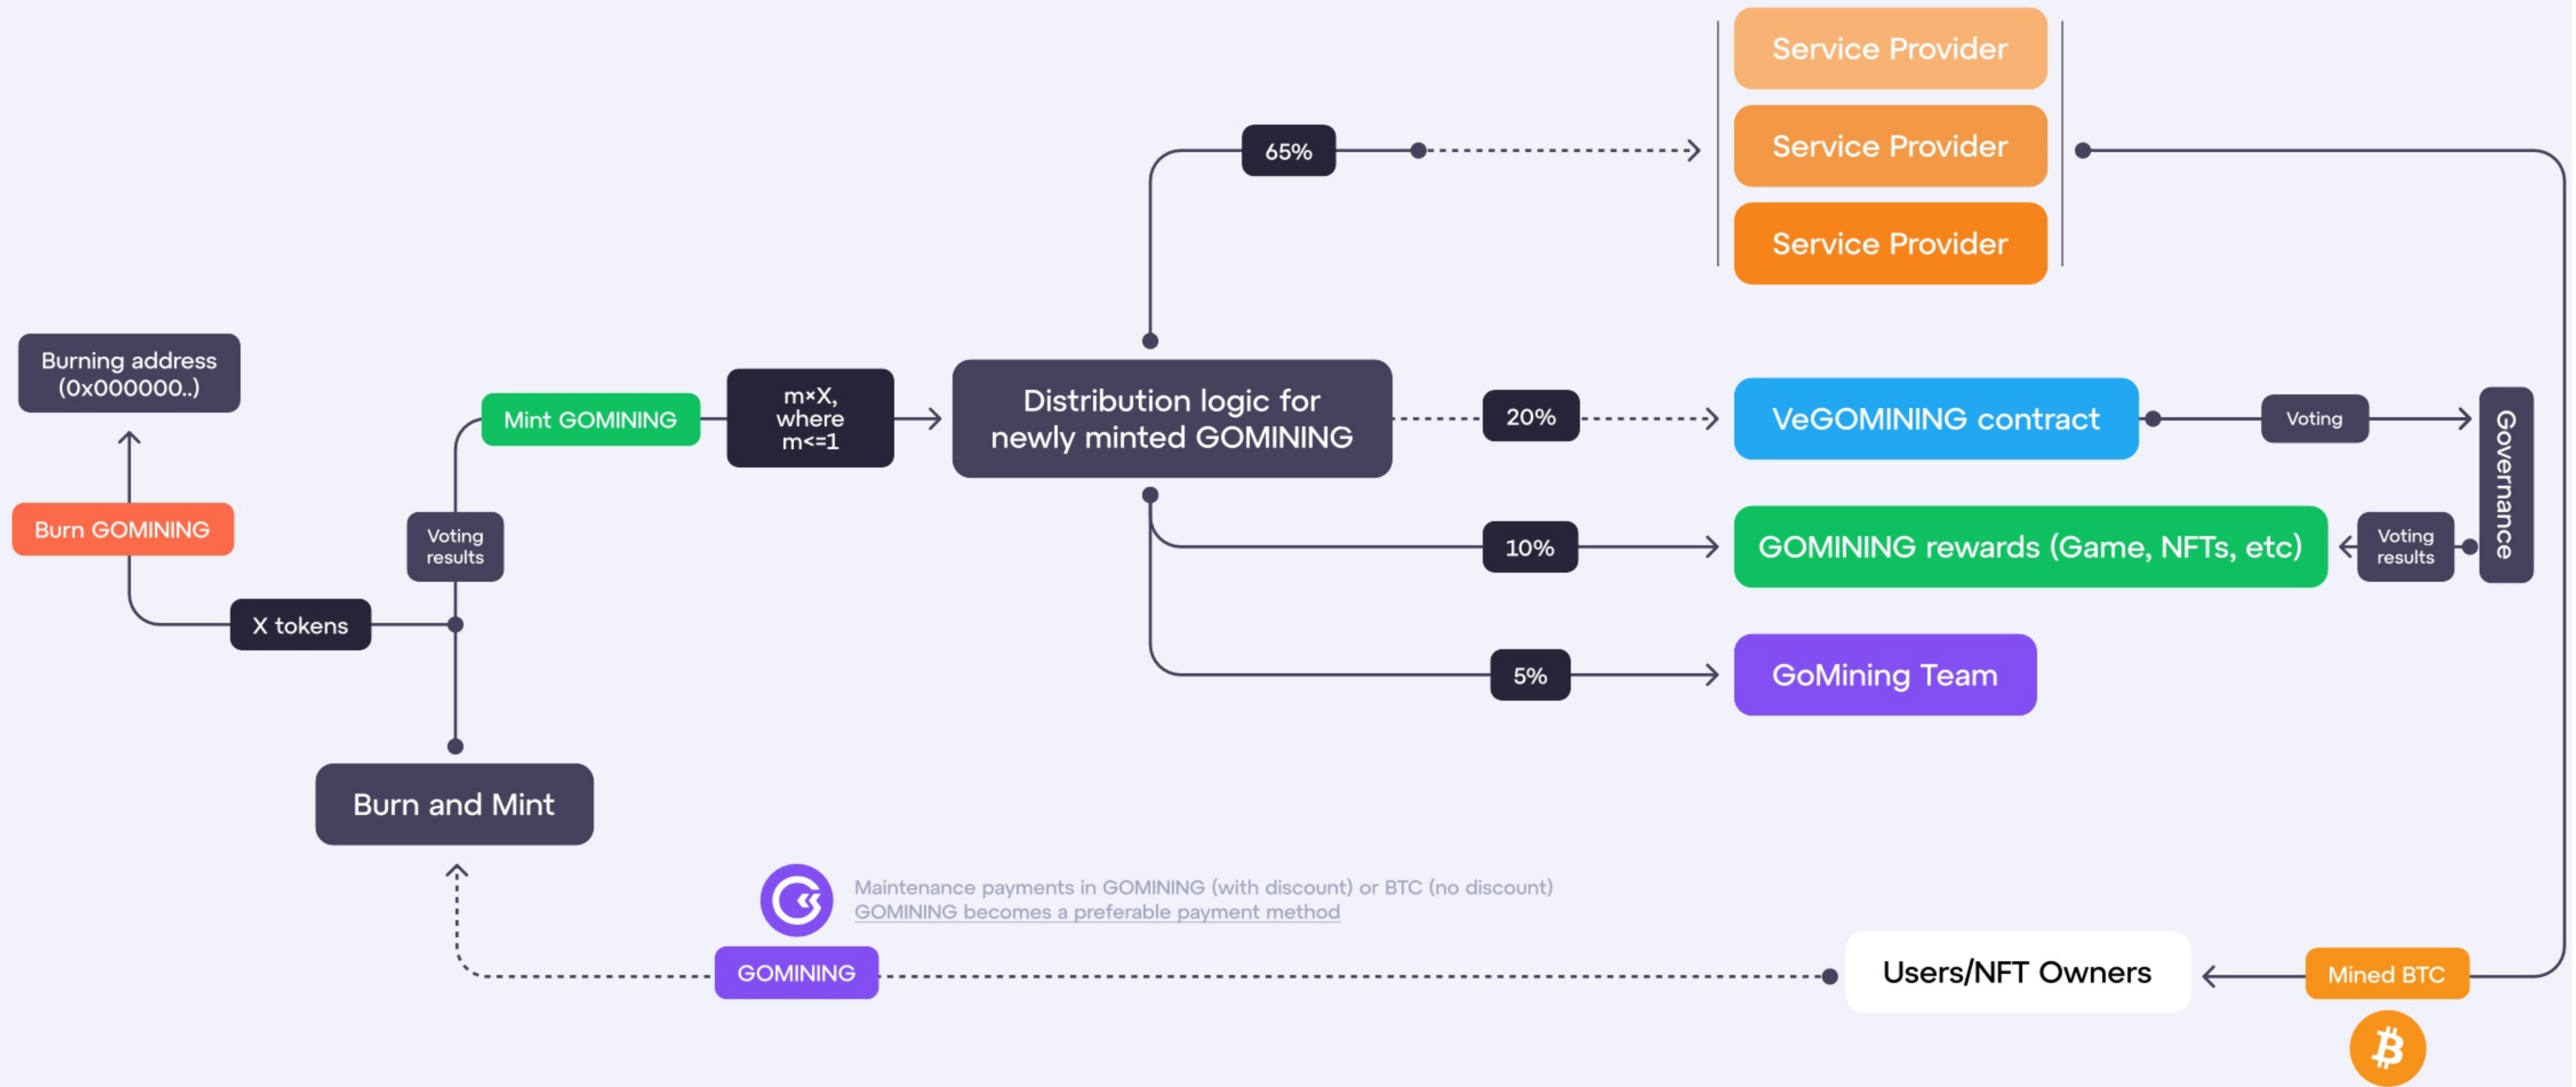 Service Provider
65%
Service Provider
Service Provider
Burning address
(0x000000..)
Mint GOMINING
m×X,
where
m<=1
Distribution logic for
newly minted GOMINING
20%
VeGOMINING contract
Voting
Governance
Burn GOMINING
Voting
results
10%
GOMINING rewards (Game, NFTs, etc)
Voting
results
X tokens
5%
GoMining Team
Burn and Mint
Maintenance payments in GOMINING (with discount) or BTC (no discount)
GOMINING becomes a preferable payment method
GOMINING
Users/NFT Owners
Mined BTC